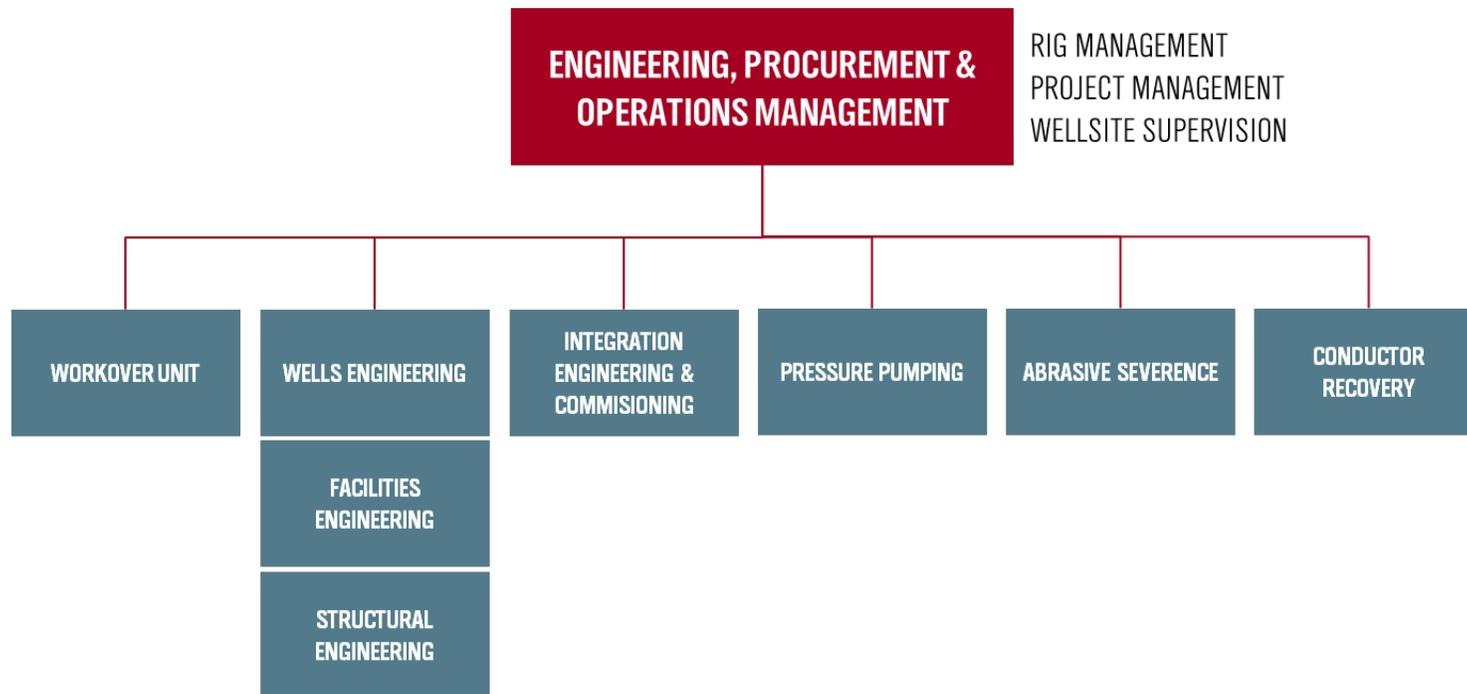 ENGINEERING, PROCUREMENT &
OPERATIONS MANAGEMENT
RIG MANAGEMENT
PROJECT MANAGEMENT
WELLSITE SUPERVISION
WORKOVER UNIT
WELLS ENGINEERING
INTEGRATION
ENGINEERING &
COMMISIONING
PRESSURE PUMPING
ABRASIVE SEVERENCE
CONDUCTOR
RECOVERY
FACILITIES
ENGINEERING
STRUCTURAL
ENGINEERING